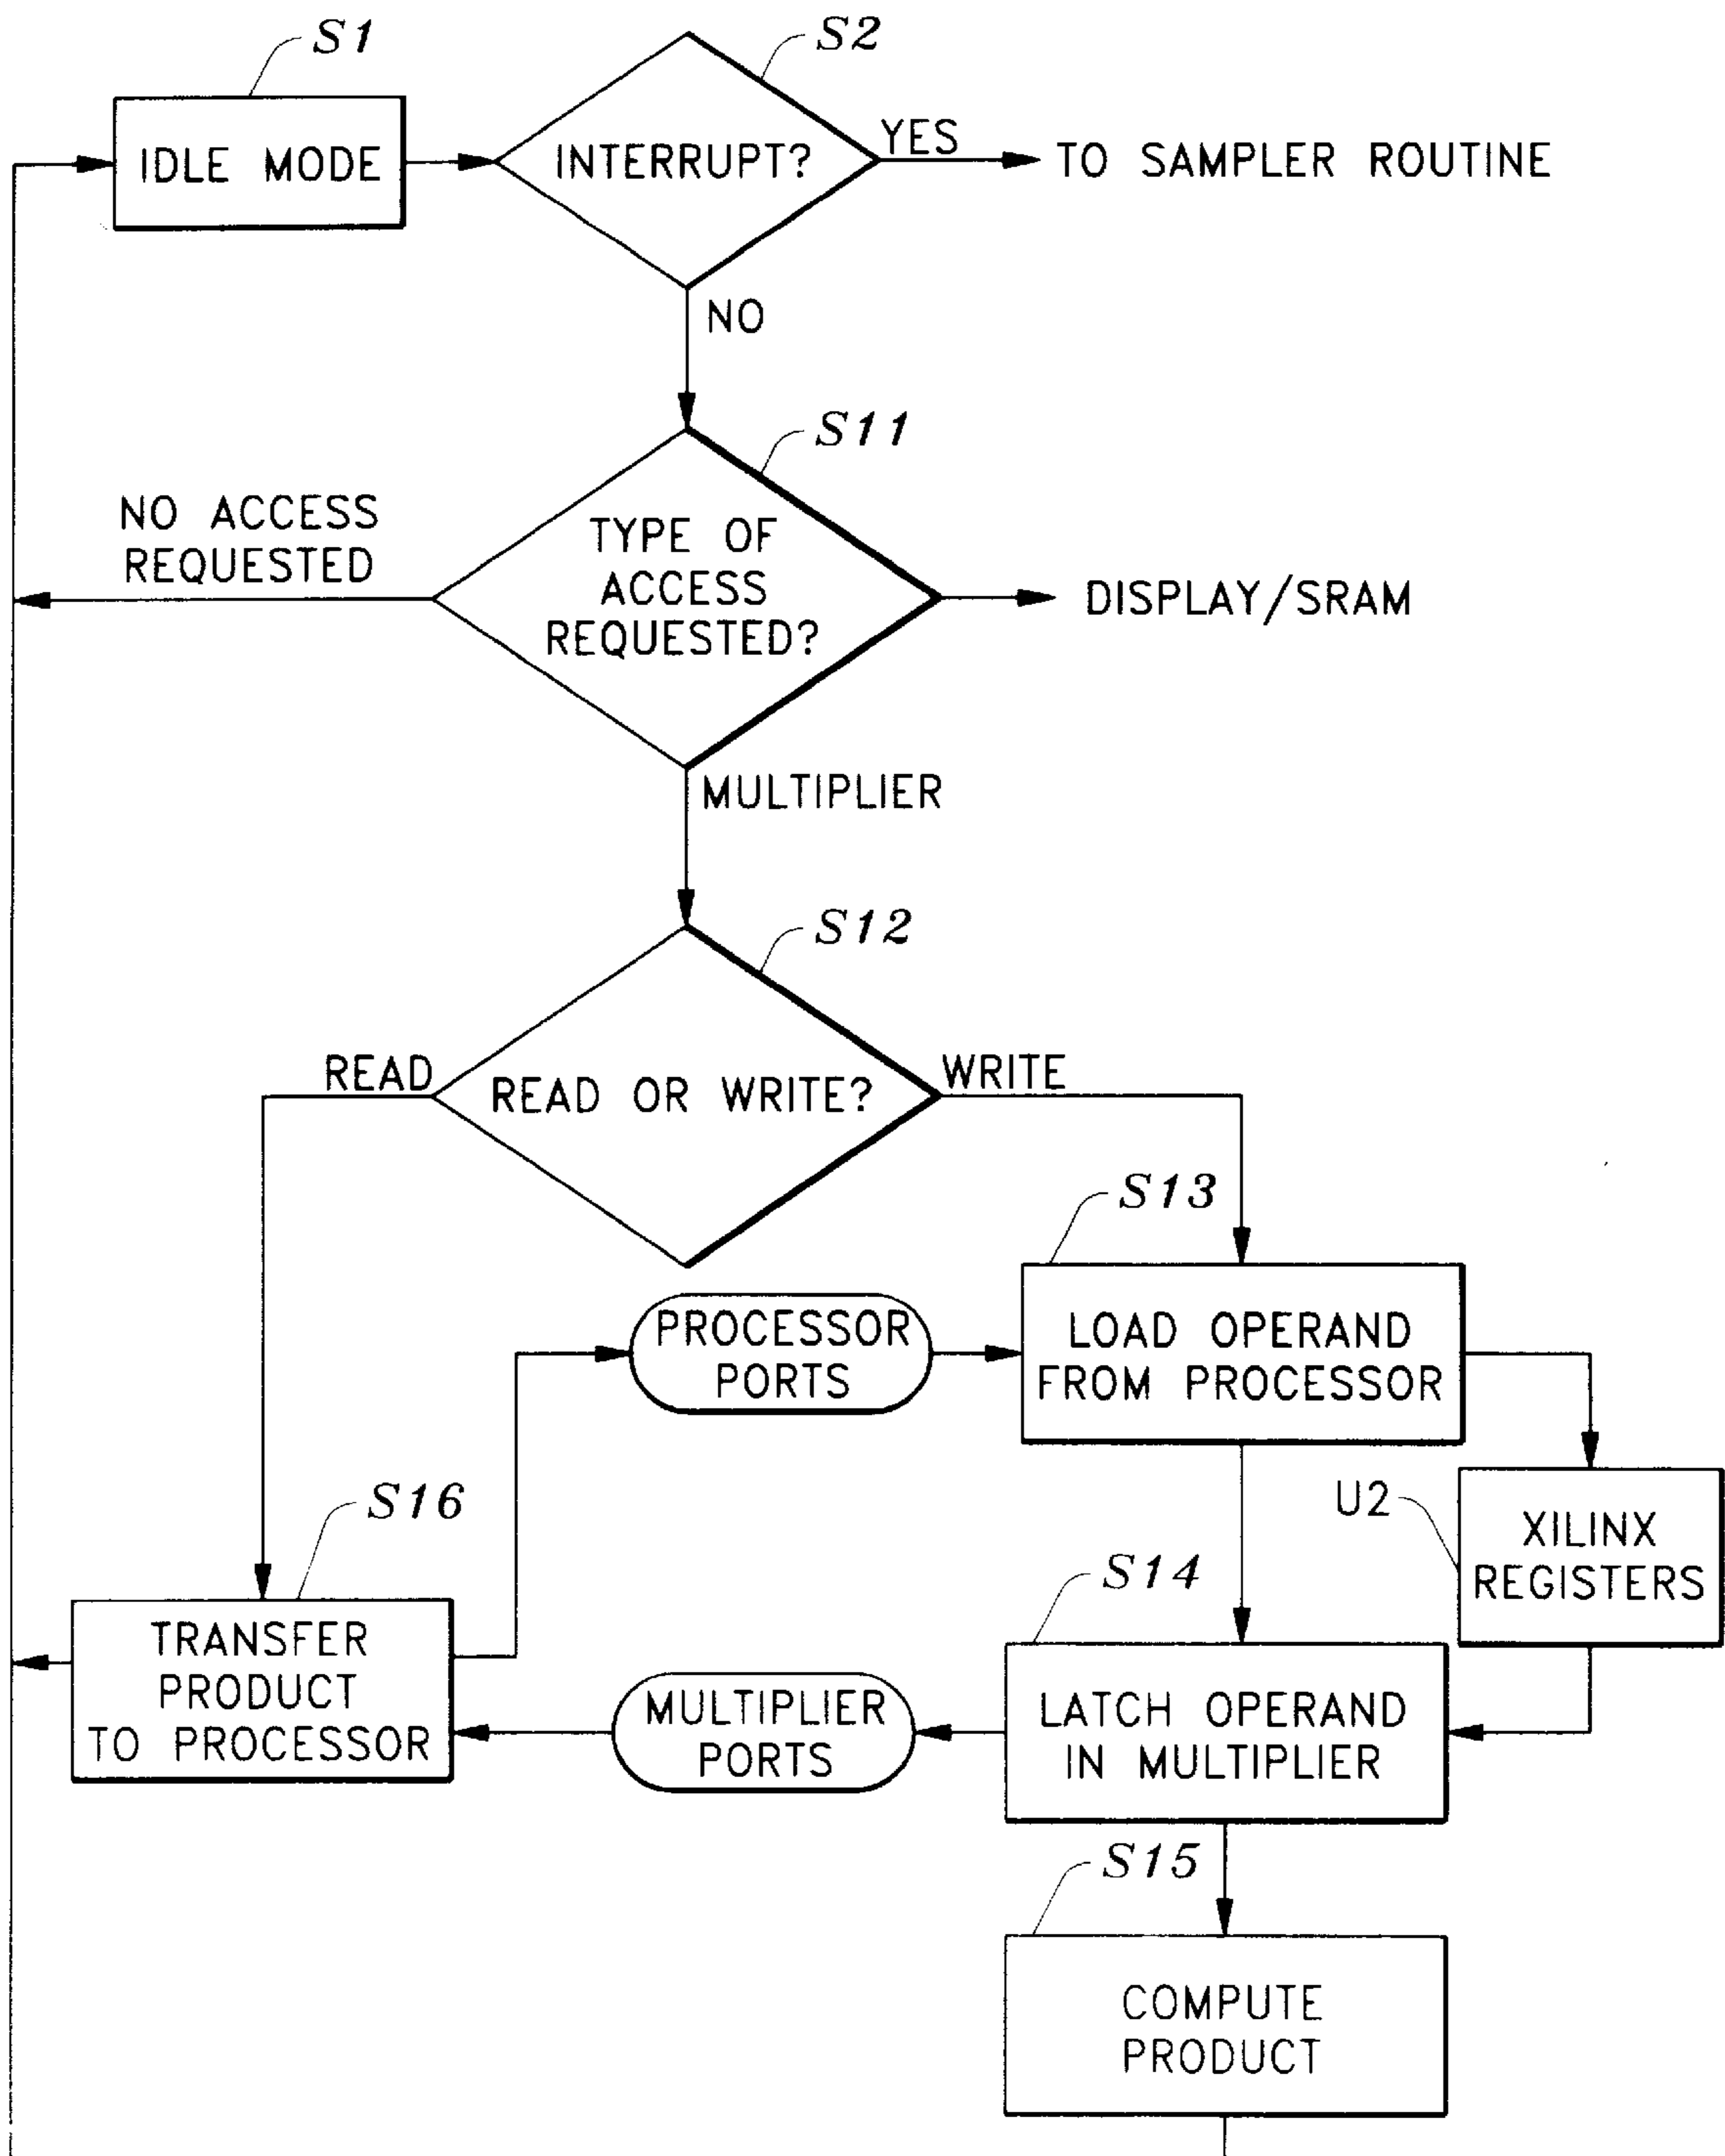 S1
S2
IDLE MODE
INTERRUPT?
YES
TO SAMPLER ROUTINE
NO
S11
NO ACCESS
REQUESTED
TYPE OF
ACCESS
REQUESTED?
DISPLAY/SRAM
MULTIPLIER
S12
READ
READ OR WRITE?
WRITE
S13
PROCESSOR
PORTS
LOAD OPERAND
FROM PROCESSOR
S16
U2
XILINX
REGISTERS
S14
TRANSFER
PRODUCT
TO PROCESSOR
MULTIPLIER
PORTS
LATCH OPERAND
IN MULTIPLIER
S15
COMPUTE
PRODUCT